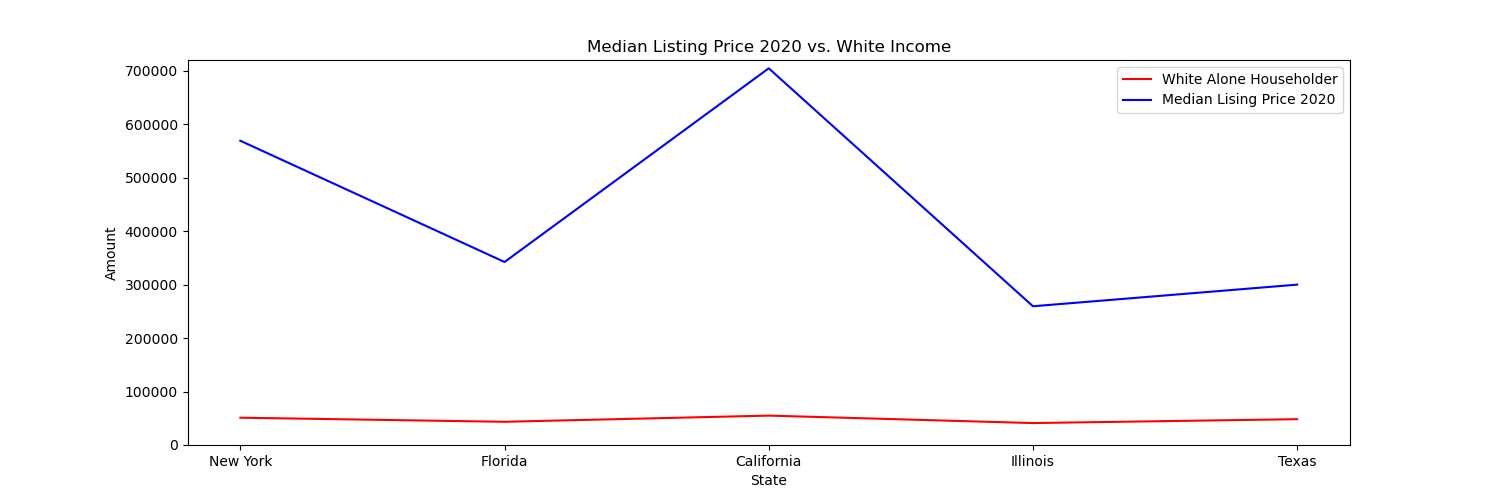 Median Listing Price 2020 vs. White Income
White Alone Householder
Median Lising Price 2020
700000
600000
500000
400000
300000
200000
100000
0
Amount
New York Florida California Illinois Texas
State